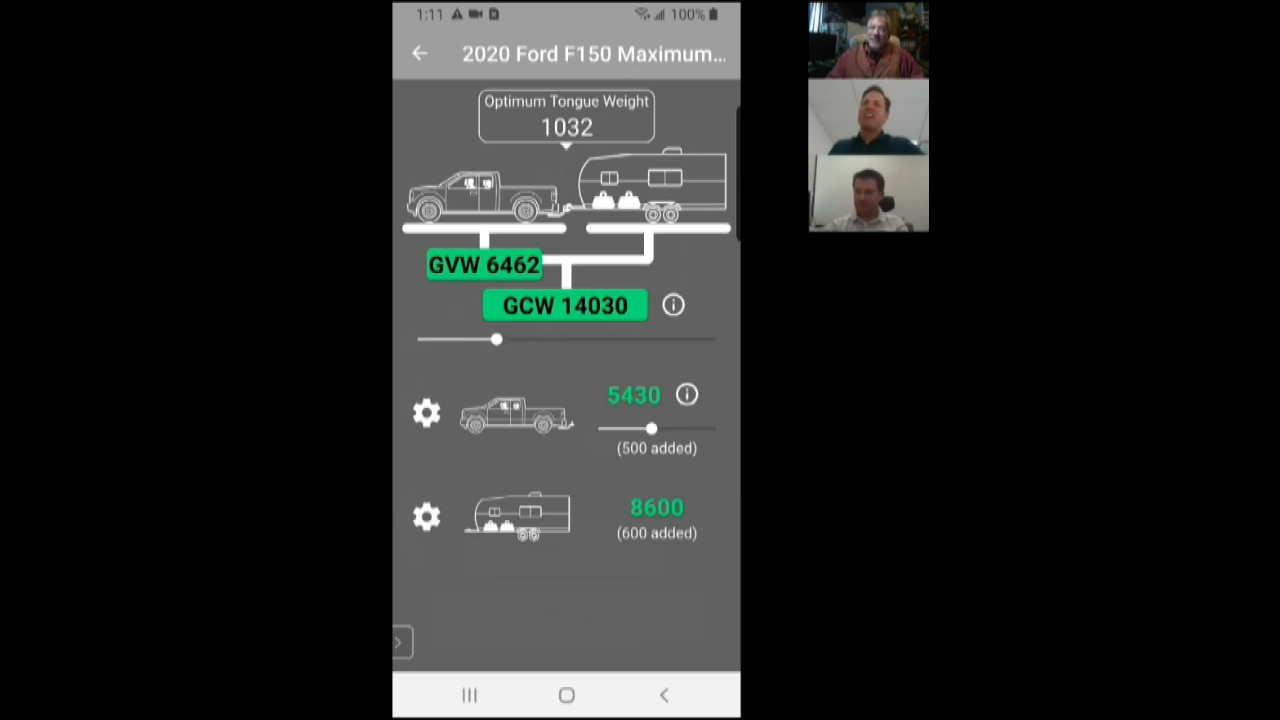 1:11 100%
2020 Ford F150 Maximum...
Optimum Tongue Weight
1032
GVW 6462
GCW 14030
5430
(500 added)
8600
(600 added)